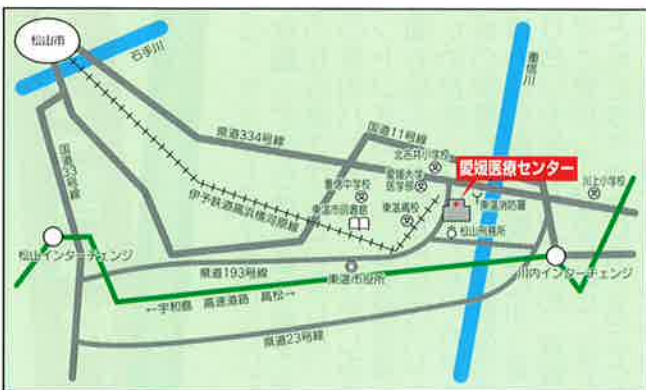 松山市
石手川
重信川
県道334号線
国道11号線
国道33号線
北吉井小学校
愛媛医療センター
愛媛大学
医学部
川上小学校
重信中学校
東温市図書館
東温高校
東温消防署
松山刑務所
伊予鉄道高浜横河原線
松山インターチェンジ
川内インターチェンジ
県道193号線
東温市役所
←宇和島 高速道路 高松→
県道23号線